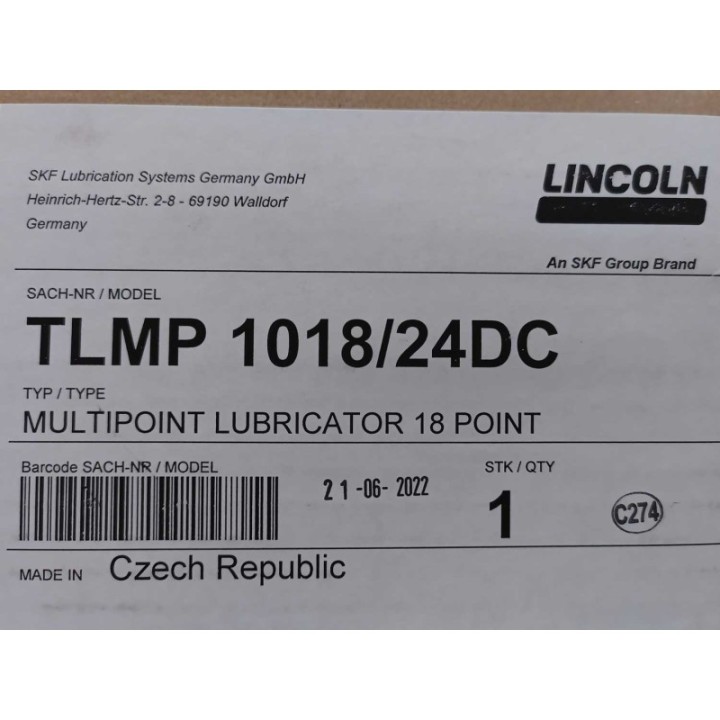 SKF Lubrication Systems Germany GmbH
Heinrich-Hertz-Str. 2-8 - 69190 Walldorf
Germany
LINCOLN
An SKF Group Brand
SACH-NR / MODEL
TLMP 1018/24DC
TYP / TYPE
MULTIPOINT LUBRICATOR 18 POINT
Barcode SACH-NR / MODEL
21-06-2022
STK / QTY
1
C274
MADE IN Czech Republic